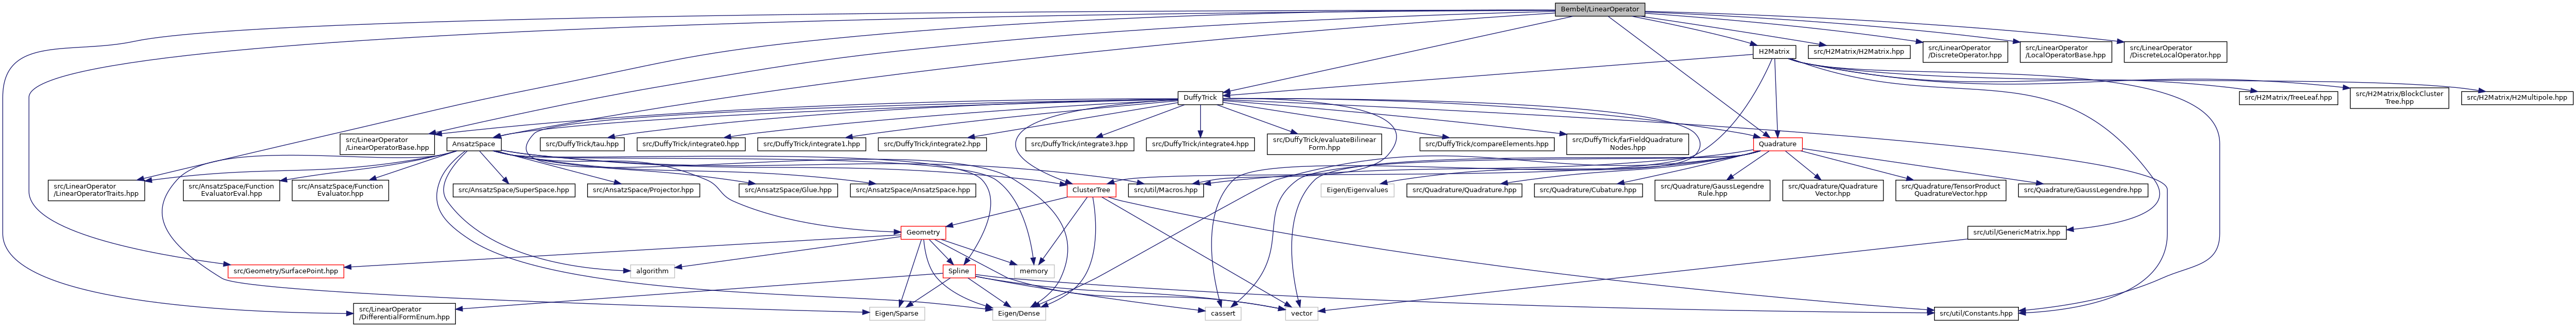 Bembel/LinearOperator
H2Matrix
src/H2Matrix/H2Matrix.hpp
src/LinearOperator
/DiscreteOperator.hpp
src/LinearOperator
/LocalOperatorBase.hpp
src/LinearOperator
/DiscreteLocalOperator.hpp
DuffyTrick
src/H2Matrix/TreeLeaf.hpp
src/H2Matrix/BlockCluster
Tree.hpp
src/H2Matrix/H2Multipole.hpp
src/LinearOperator
/LinearOperatorBase.hpp
AnsatzSpace
src/DuffyTrick/tau.hpp
src/DuffyTrick/integrate0.hpp
src/DuffyTrick/integrate1.hpp
src/DuffyTrick/integrate2.hpp
src/DuffyTrick/integrate3.hpp
src/DuffyTrick/integrate4.hpp
src/DuffyTrick/evaluateBilinear
Form.hpp
src/DuffyTrick/compareElements.hpp
src/DuffyTrick/farFieldQuadrature
Nodes.hpp
Quadrature
src/LinearOperator
/LinearOperatorTraits.hpp
src/AnsatzSpace/Function
EvaluatorEval.hpp
src/AnsatzSpace/Function
Evaluator.hpp
src/AnsatzSpace/SuperSpace.hpp
src/AnsatzSpace/Projector.hpp
src/AnsatzSpace/Glue.hpp
src/AnsatzSpace/AnsatzSpace.hpp
ClusterTree
src/util/Macros.hpp
Eigen/Eigenvalues
src/Quadrature/Quadrature.hpp
src/Quadrature/Cubature.hpp
src/Quadrature/GaussLegendre
Rule.hpp
src/Quadrature/Quadrature
Vector.hpp
src/Quadrature/TensorProduct
QuadratureVector.hpp
src/Quadrature/GaussLegendre.hpp
Geometry
src/util/GenericMatrix.hpp
src/Geometry/SurfacePoint.hpp
algorithm
Spline
memory
src/LinearOperator
/DifferentialFormEnum.hpp
Eigen/Sparse
Eigen/Dense
cassert
vector
src/util/Constants.hpp